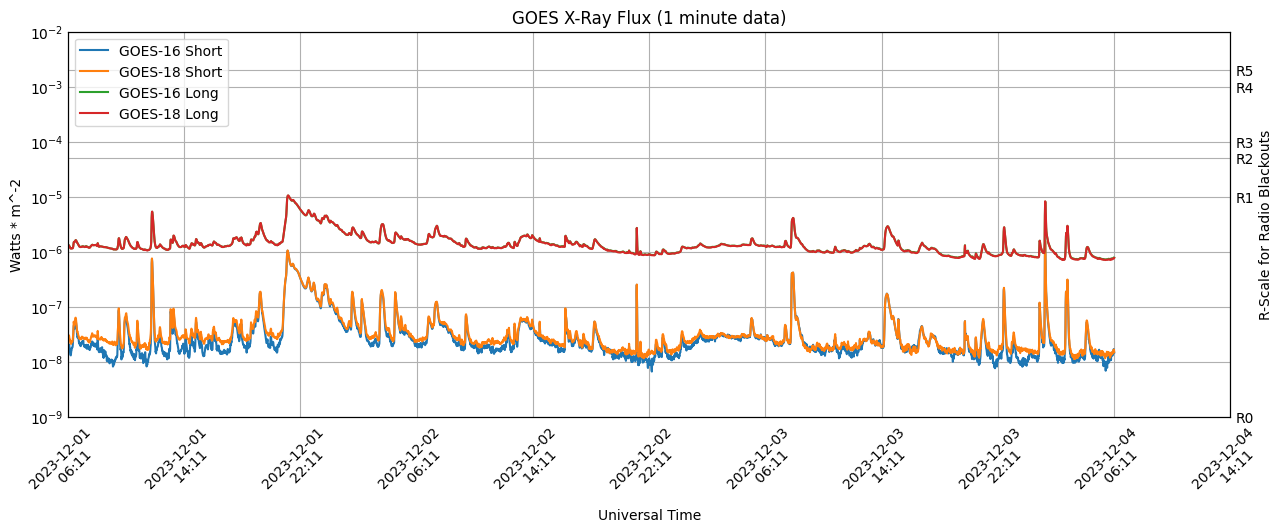 GOES X-Ray Flux (1 minute data)
GOES-16 Short
GOES-18 Short
GOES-16 Long
GOES-18 Long
Watts * m^-2
10⁻²
10⁻³
10⁻⁴
10⁻⁵
10⁻⁶
10⁻⁷
10⁻⁸
10⁻⁹
R5
R4
R3
R2
R1
R0
R-Scale for Radio Blackouts
2023-12-01
06:11
2023-12-01
14:11
2023-12-01
22:11
2023-12-02
06:11
2023-12-02
14:11
2023-12-02
22:11
2023-12-03
06:11
2023-12-03
14:11
2023-12-03
22:11
2023-12-04
06:11
2023-12-04
14:11
Universal Time